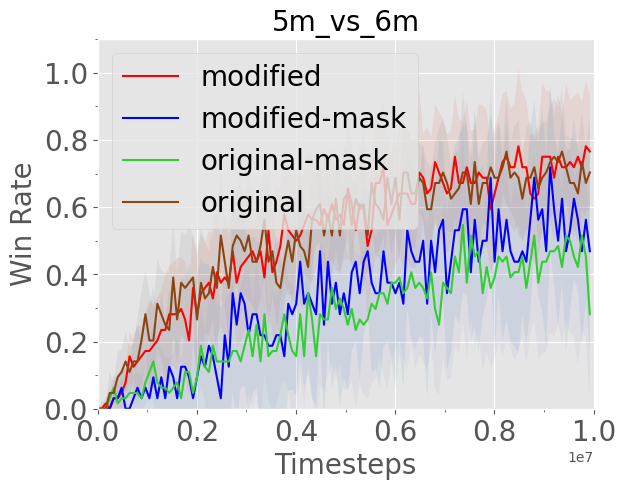 5m_vs_6m
modified
modified-mask
original-mask
original
Win Rate
1.0
0.8
0.6
0.4
0.2
0.0
0.0 0.2 0.4 0.6 0.8 1.0
1e7
Timesteps